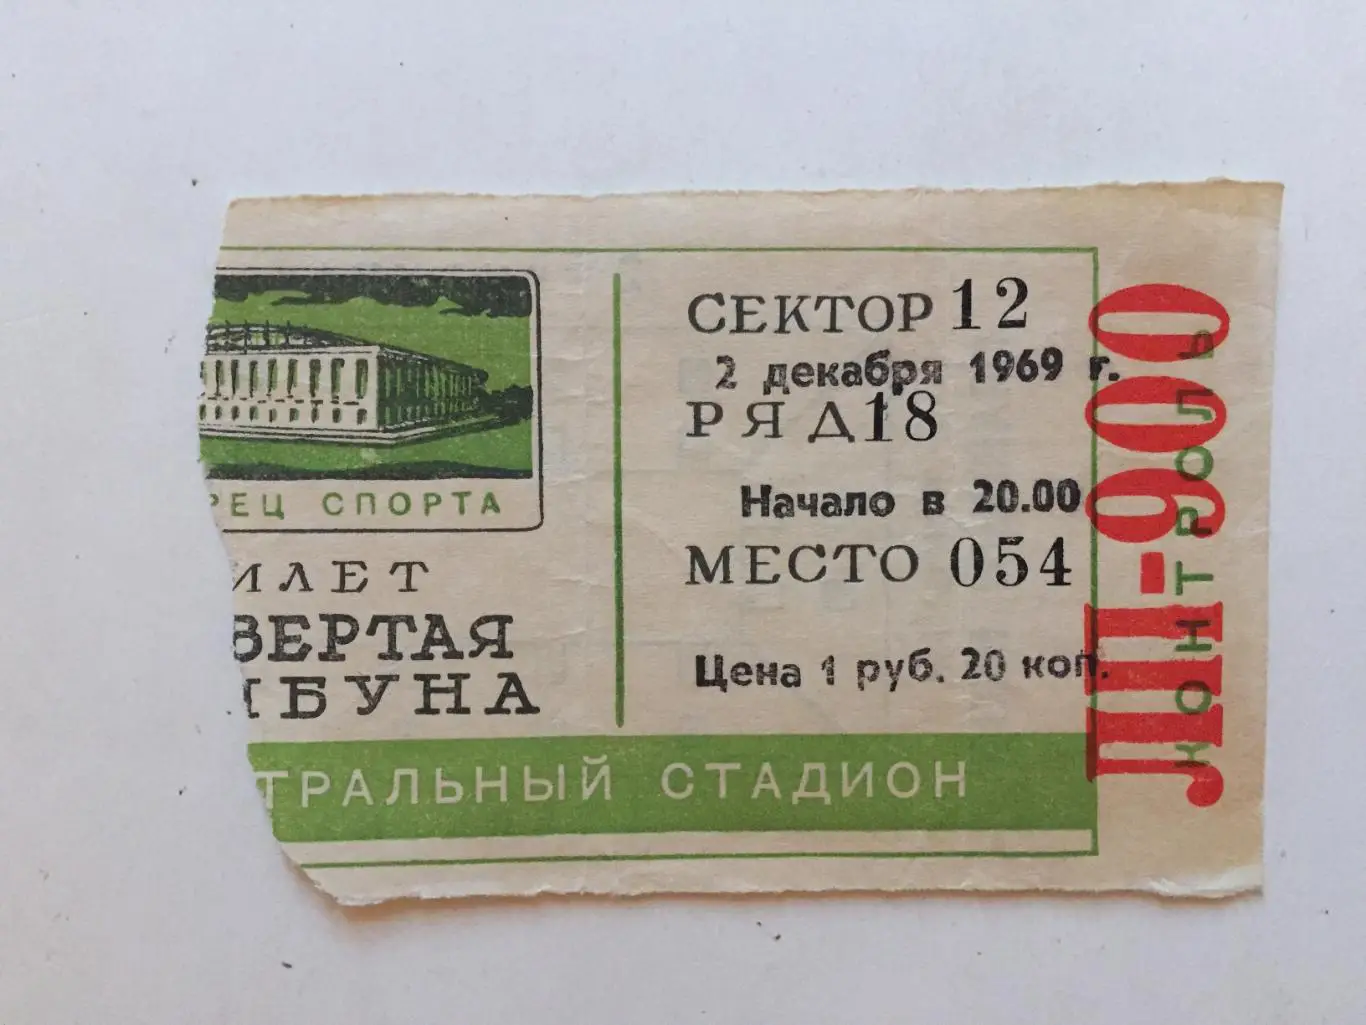 РЕЦ СПОРТА
ИЛЕТ
ВЕРТАЯ
БУНА
ТРАЛЬНЫЙ СТАДИОН
СЕКТОР 12
2 декабря 1969 г.
РЯД 18
Начало в 20.00
МЕСТО 054
Цена 1 руб. 20 коп.
КОНТРОЛЬ
ЛП-900